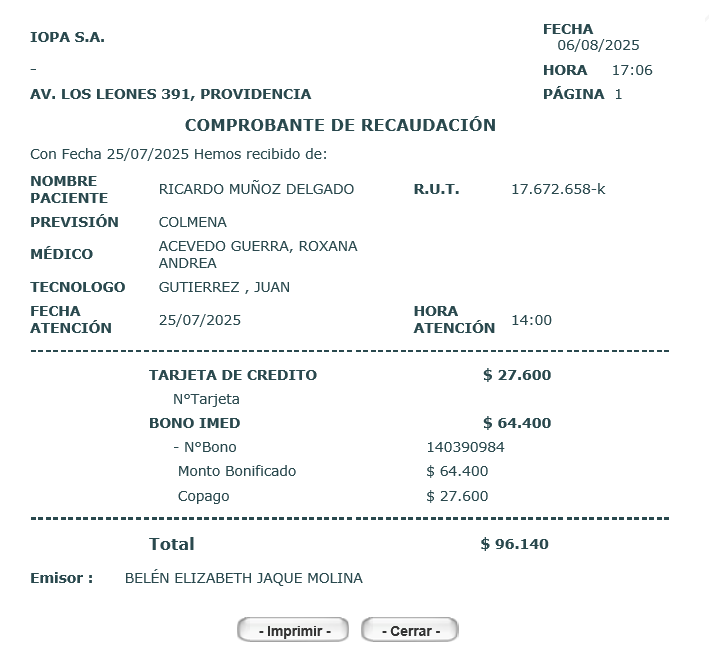 IOPA S.A.
FECHA
06/08/2025
-
HORA 17:06
AV. LOS LEONES 391, PROVIDENCIA
PÁGINA 1
COMPROBANTE DE RECAUDACIÓN
Con Fecha 25/07/2025 Hemos recibido de:
NOMBRE
PACIENTE
RICARDO MUÑOZ DELGADO
R.U.T.
17.672.658-k
PREVISIÓN
COLMENA
MÉDICO
ACEVEDO GUERRA, ROXANA
ANDREA
TECNOLOGO
GUTIERREZ , JUAN
FECHA
ATENCIÓN
25/07/2025
HORA
ATENCIÓN
14:00
TARJETA DE CREDITO $ 27.600
N°Tarjeta
BONO IMED $ 64.400
- N°Bono 140390984
Monto Bonificado $ 64.400
Copago $ 27.600
Total $ 96.140
Emisor : BELÉN ELIZABETH JAQUE MOLINA
- Imprimir - - Cerrar -